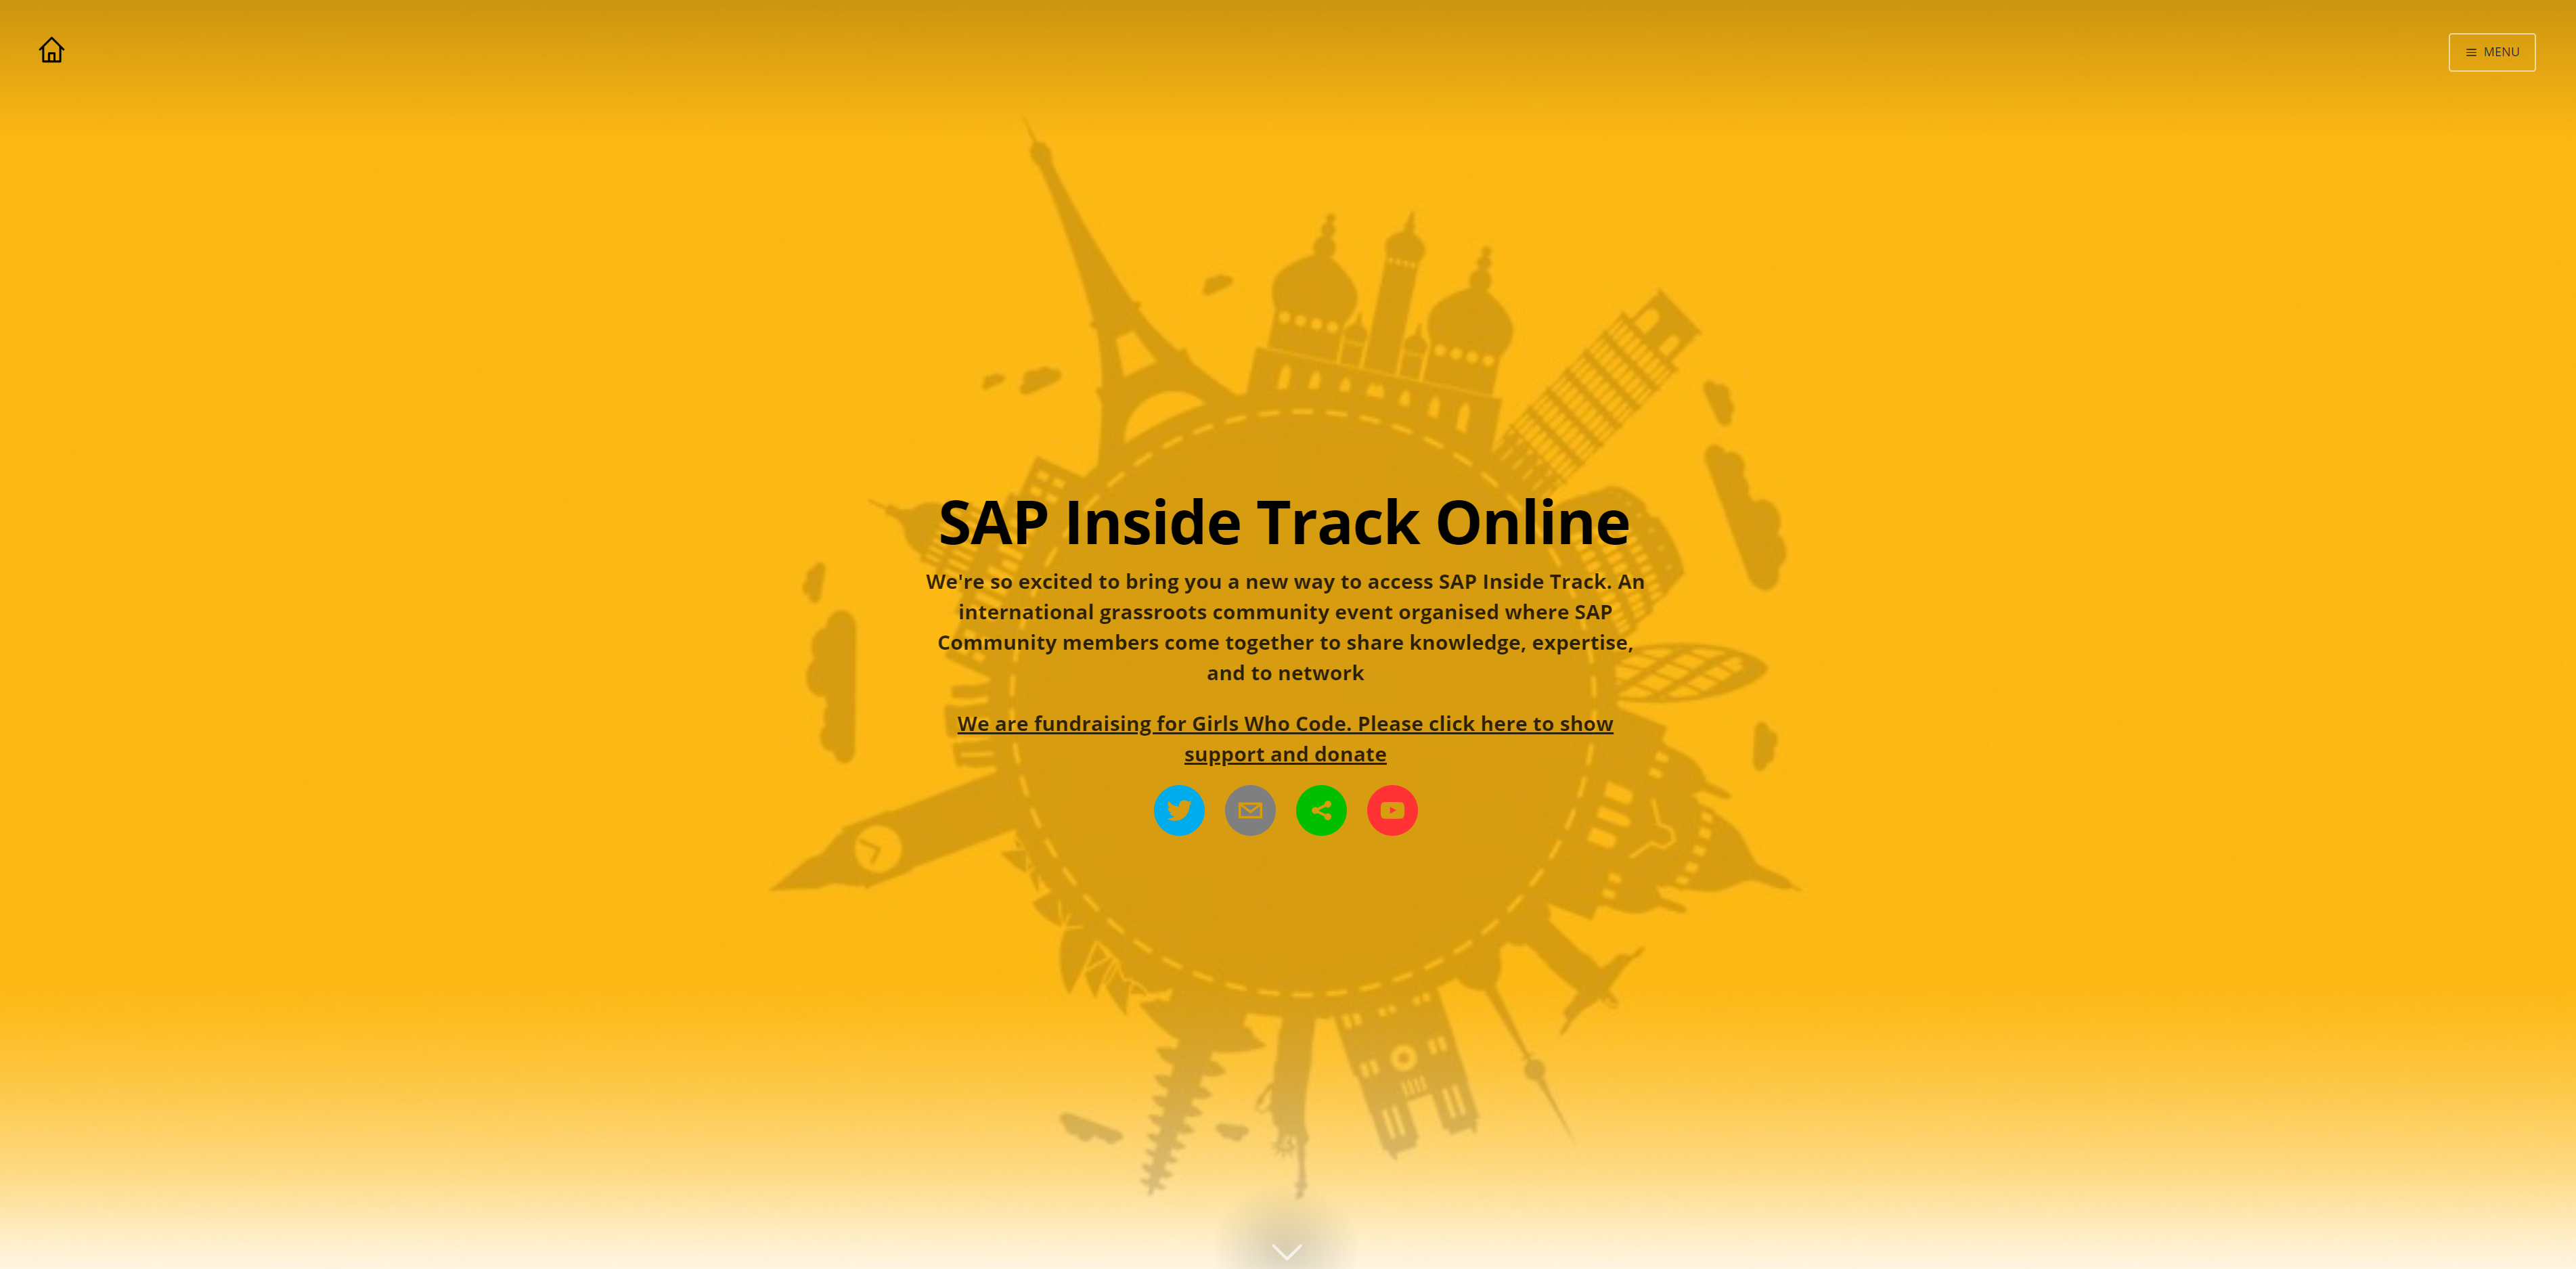 MENU
SAP Inside Track Online
We're so excited to bring you a new way to access SAP Inside Track. An
international grassroots community event organised where SAP
Community members come together to share knowledge, expertise,
and to network
We are fundraising for Girls Who Code. Please click here to show
support and donate